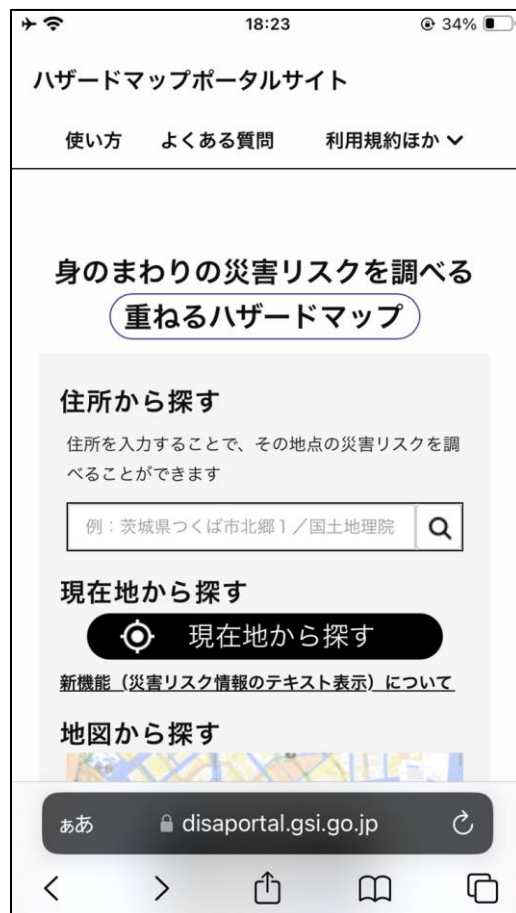 18:23
34%
ハザードマップポータルサイト
使い方 よくある質問 利用規約ほか
身のまわりの災害リスクを調べる
重ねるハザードマップ
住所から探す
住所を入力することで、その地点の災害リスクを調
べることができます
例：茨城県つくば市北郷１／国土地理院
現在地から探す
現在地から探す
新機能（災害リスク情報のテキスト表示）について
地図から探す
ぁあ disaportal.gsi.go.jp